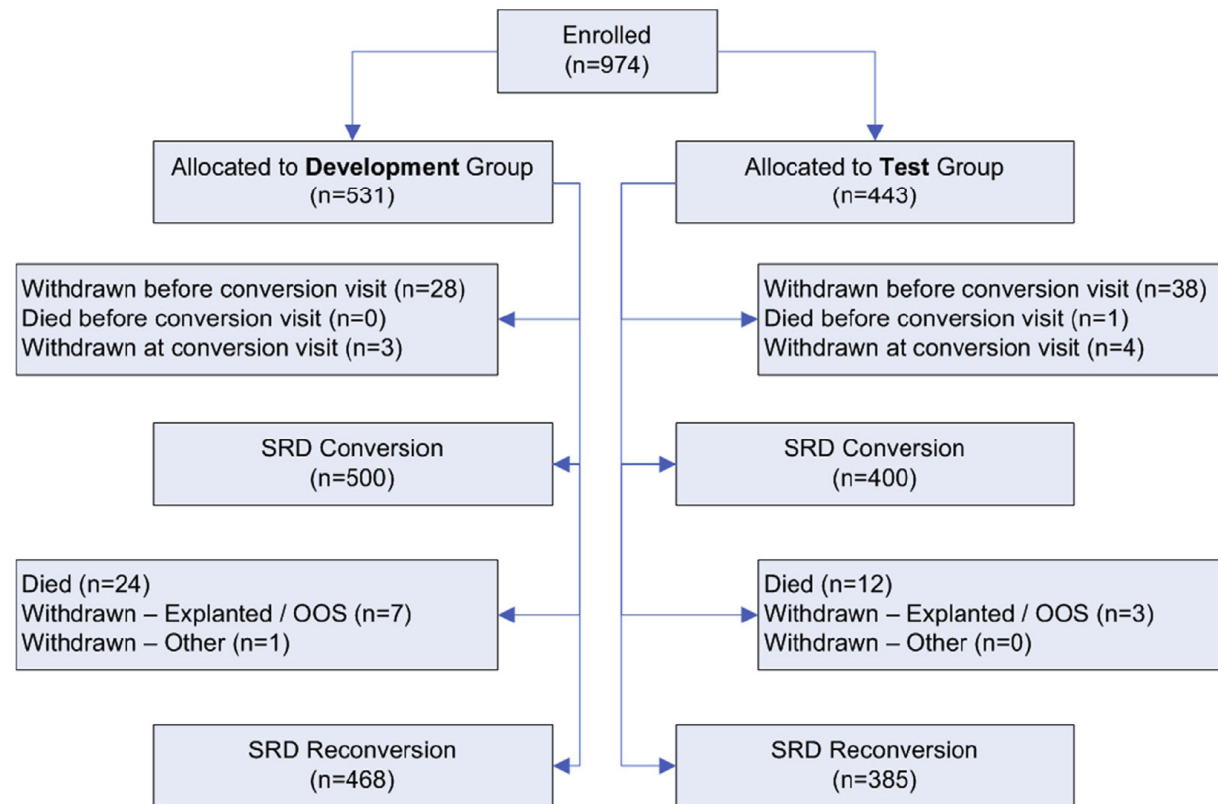 Enrolled
(n=974)
Allocated to Development Group
(n=531)
Allocated to Test Group
(n=443)
Withdrawn before conversion visit (n=28)
Died before conversion visit (n=0)
Withdrawn at conversion visit (n=3)
Withdrawn before conversion visit (n=38)
Died before conversion visit (n=1)
Withdrawn at conversion visit (n=4)
SRD Conversion
(n=500)
SRD Conversion
(n=400)
Died (n=24)
Withdrawn – Explanted / OOS (n=7)
Withdrawn – Other (n=1)
Died (n=12)
Withdrawn – Explanted / OOS (n=3)
Withdrawn – Other (n=0)
SRD Reconversion
(n=468)
SRD Reconversion
(n=385)